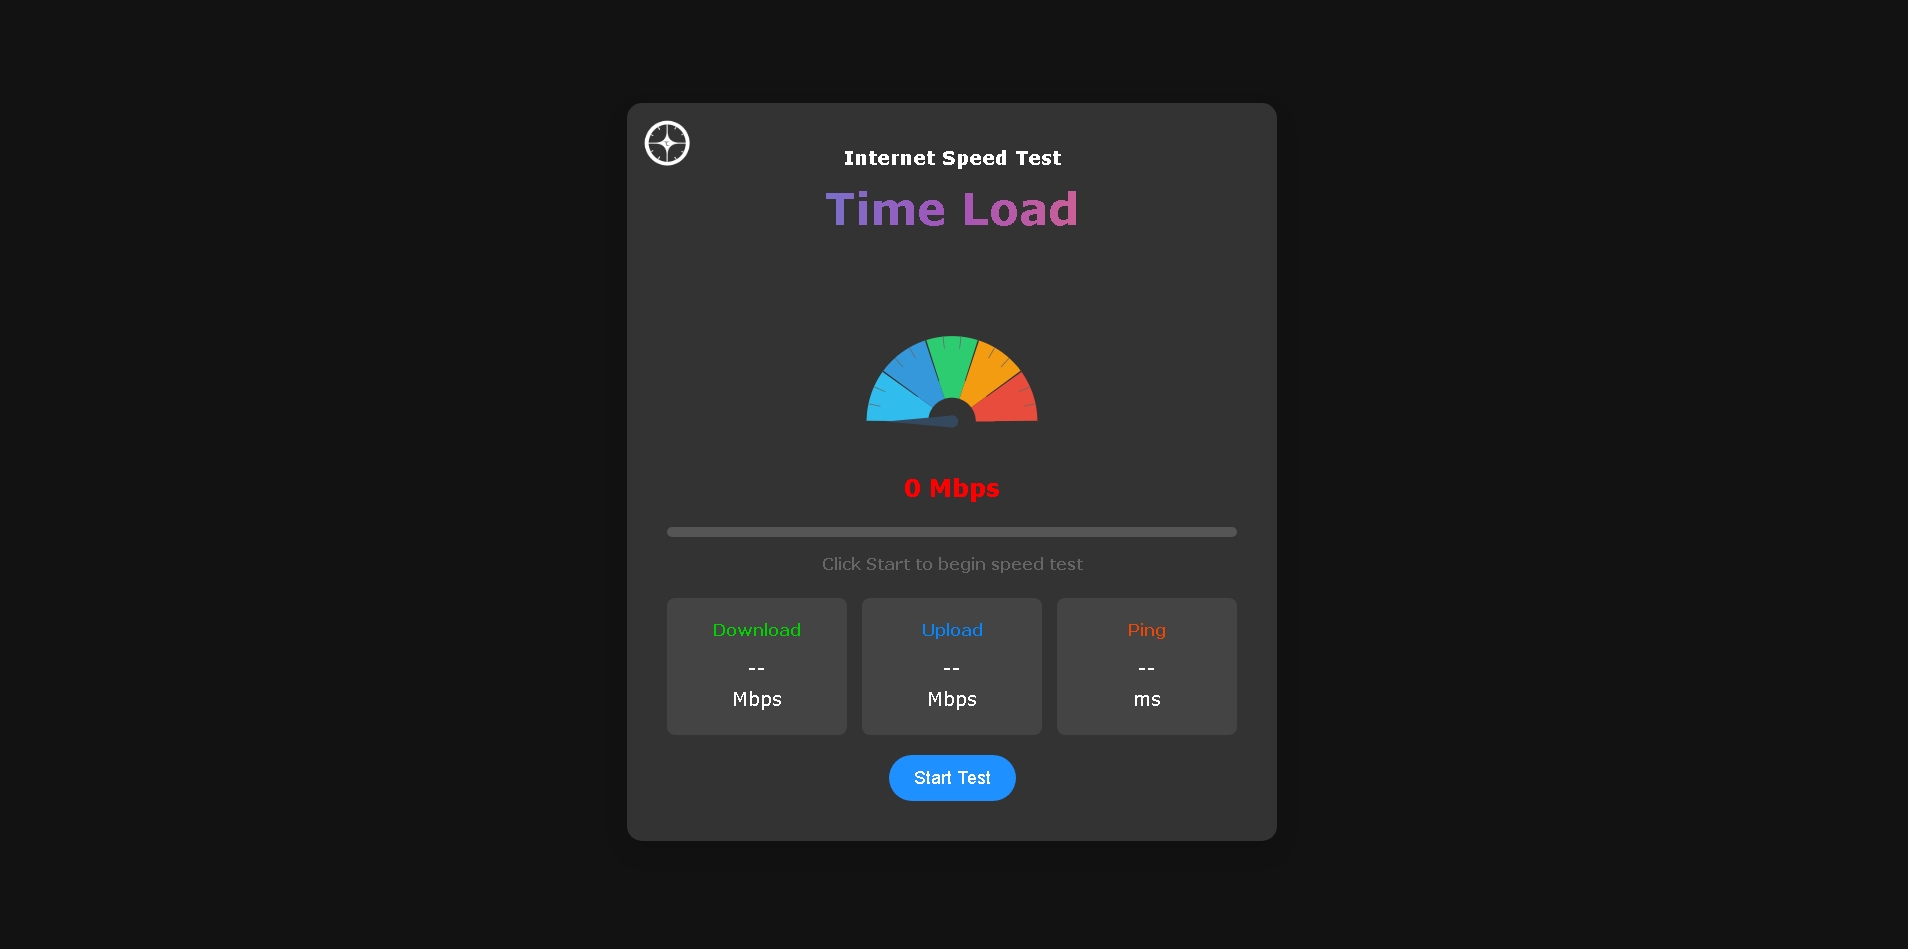 Internet Speed Test
Time Load
0 Mbps
Click Start to begin speed test
Download
--
Mbps
Upload
--
Mbps
Ping
--
ms
Start Test